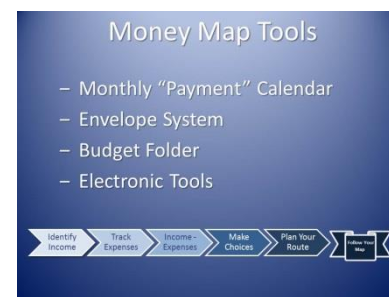 Money Map Tools
– Monthly “Payment” Calendar
– Envelope System
– Budget Folder
– Electronic Tools
Identify
Income
Track
Expenses
Income -
Expenses
Make
Choices
Plan Your
Route
Follow Your
Map